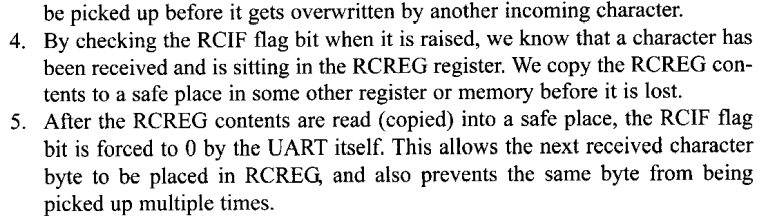 be picked up before it gets overwritten by another incoming character.
4. By checking the RCIF flag bit when it is raised, we know that a character has
been received and is sitting in the RCREG register. We copy the RCREG con-
tents to a safe place in some other register or memory before it is lost.
5. After the RCREG contents are read (copied) into a safe place, the RCIF flag
bit is forced to 0 by the UART itself. This allows the next received character
byte to be placed in RCREG, and also prevents the same byte from being
picked up multiple times.